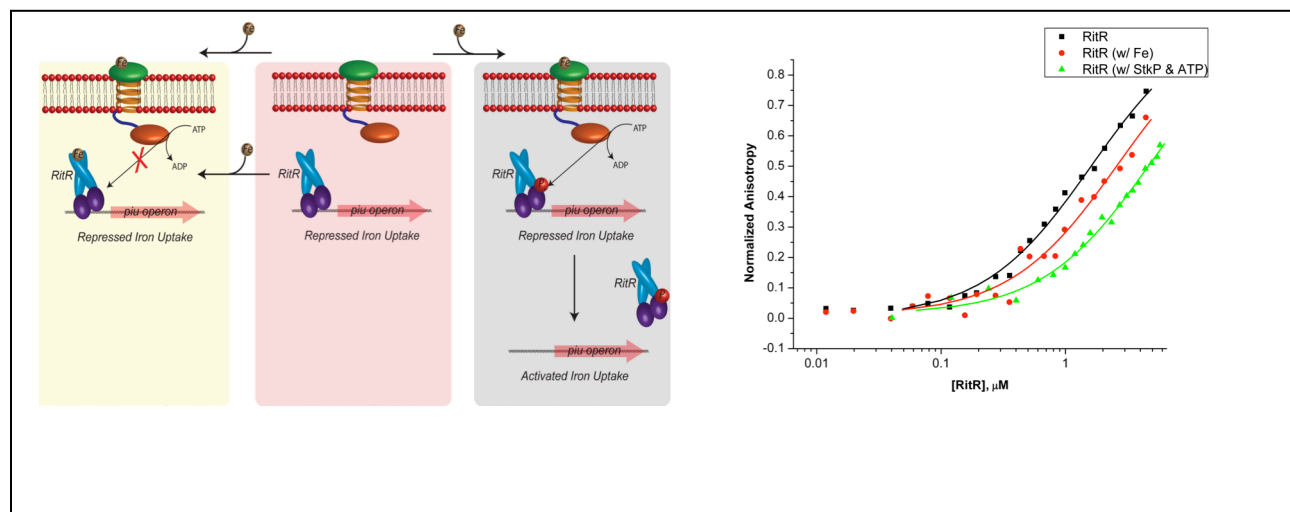 Fe
Fe
Fe
Fe
ATP
ADP
Fe
RitR
piu operon
Repressed Iron Uptake
Fe
RitR
piu operon
Repressed Iron Uptake
ATP
ADP
P
RitR
piu operon
Repressed Iron Uptake
RitR
P
piu operon
Activated Iron Uptake
RitR
RitR (w/ Fe)
RitR (w/ StkP & ATP)
Normalized Anisotropy
0.8
0.7
0.6
0.5
0.4
0.3
0.2
0.1
0.0
-0.1
0.01
0.1
1
[RitR], μM